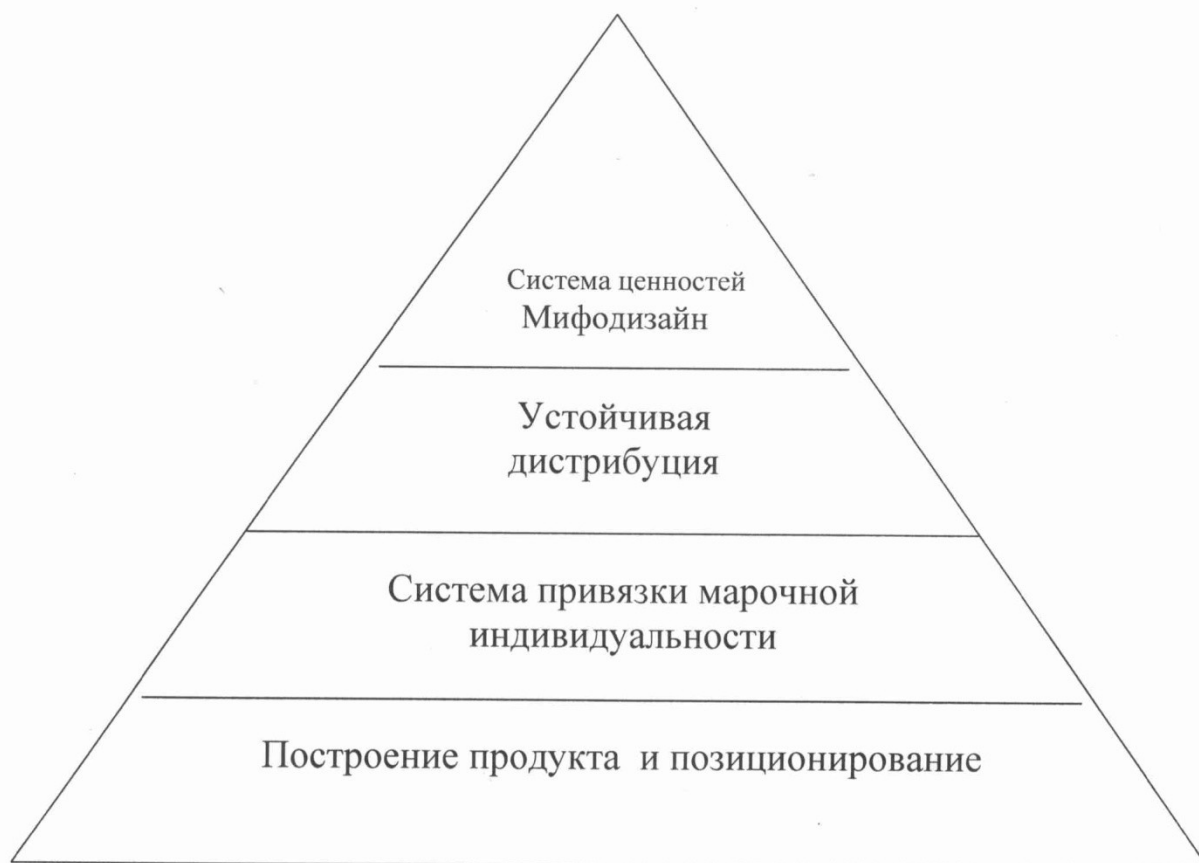 Система ценностей
Мифодизайн
Устойчивая
дистрибуция
Система привязки марочной
индивидуальности
Построение продукта и позиционирование